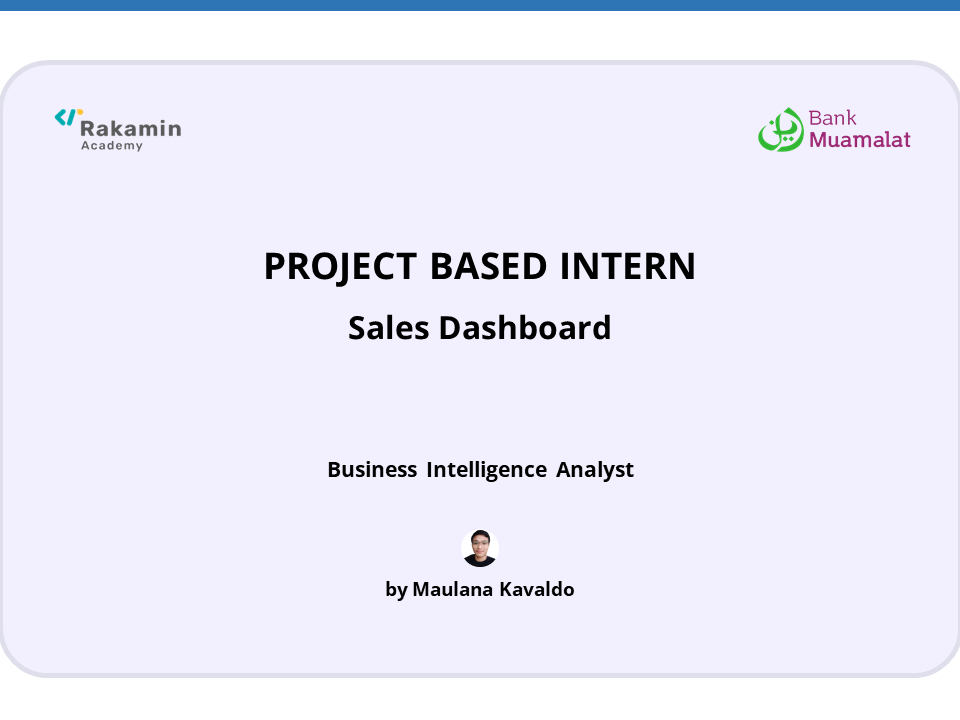 Rakamin
Academy
Bank
Muamalat
PROJECT BASED INTERN
Sales Dashboard
Business Intelligence Analyst
by Maulana Kavaldo